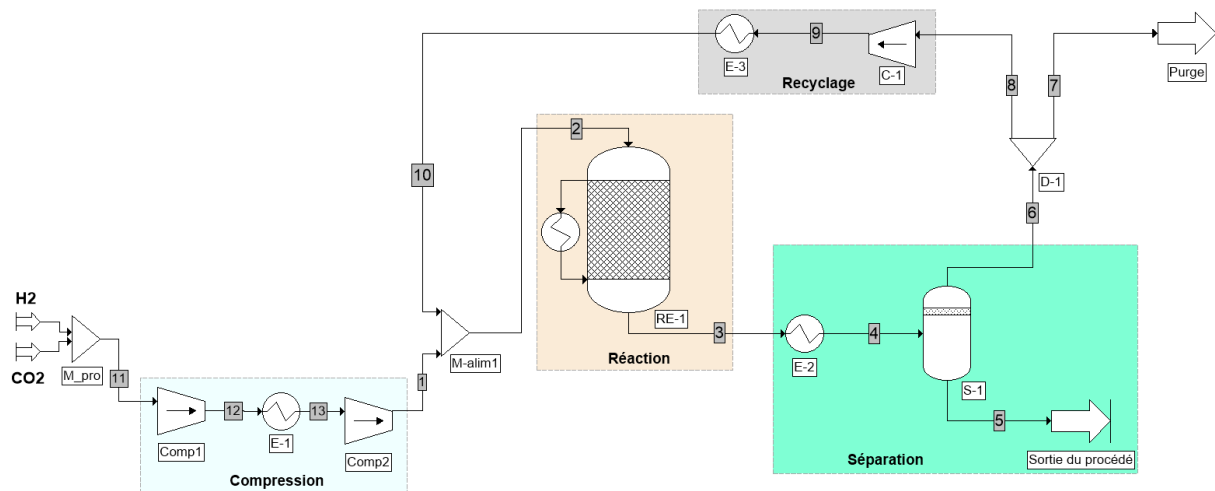 9
E-3
C-1
Recyclage
8
7
Purge
2
10
D-1
6
H2
CO2
M_pro
11
RE-1
3
Réaction
M-alim1
1
E-2
4
S-1
5
Sortie du procédé
Séparation
12
13
E-1
Comp1
Comp2
Compression